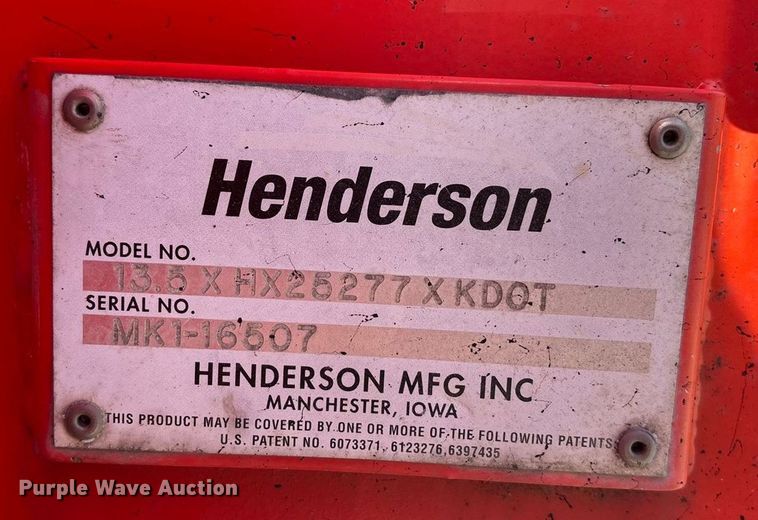 Henderson
MODEL NO.
13.5 X HX25277 X KDOT
SERIAL NO.
MK1-16507
HENDERSON MFG INC
MANCHESTER, IOWA
THIS PRODUCT MAY BE COVERED BY ONE OR MORE OF THE FOLLOWING PATENTS:
U.S. PATENT NO. 6073371, 6123276,6397435
Purple Wave Auction